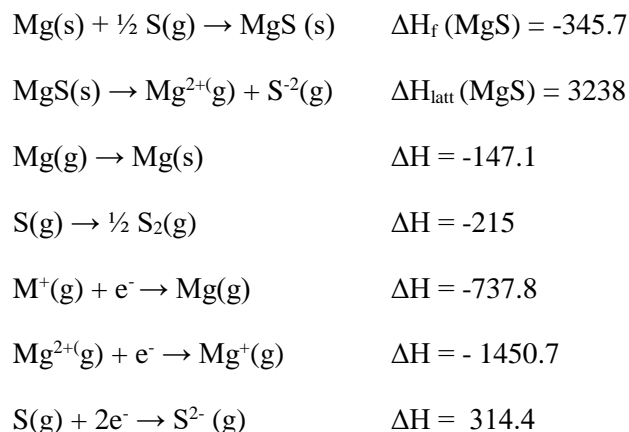 Mg(s) + ½ S(g) → MgS (s) ΔHf (MgS) = -345.7
MgS(s) → Mg²⁺⁽g) + S⁻²(g) ΔHlatt (MgS) = 3238
Mg(g) → Mg(s) ΔH = -147.1
S(g) → ½ S₂(g) ΔH = -215
M⁺(g) + e⁻ → Mg(g) ΔH = -737.8
Mg²⁺⁽g) + e⁻ → Mg⁺(g) ΔH = - 1450.7
S(g) + 2e⁻ → S²⁻ (g) ΔH = 314.4